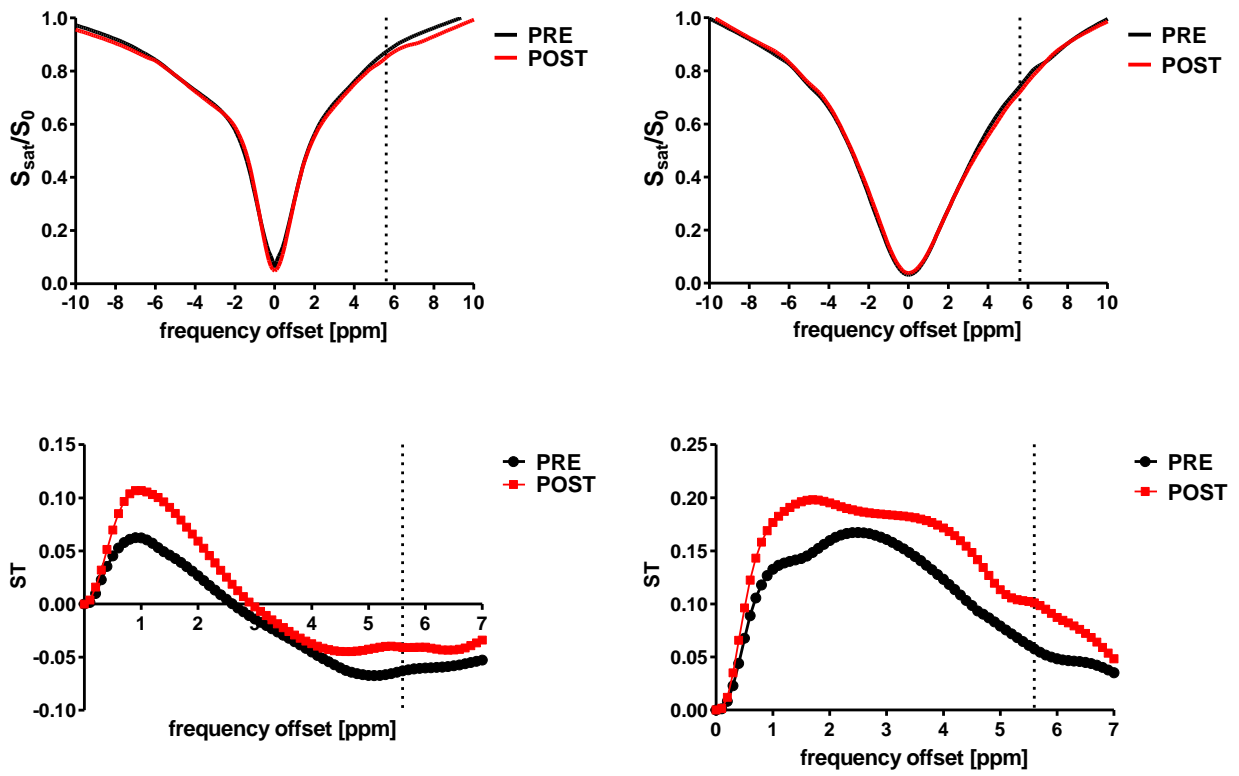 1.0
0.8
0.6
0.4
0.2
0.0
Ssat/S0
-10 -8 -6 -4 -2 0 2 4 6 8 10
frequency offset [ppm]
PRE
POST
1.0
0.8
0.6
0.4
0.2
0.0
Ssat/S0
-10 -8 -6 -4 -2 0 2 4 6 8 10
frequency offset [ppm]
PRE
POST
0.15
0.10
0.05
0.00
-0.05
-0.10
ST
1 2 3 4 5 6 7
frequency offset [ppm]
PRE
POST
0.25
0.20
0.15
0.10
0.05
0.00
ST
0 1 2 3 4 5 6 7
frequency offset [ppm]
PRE
POST